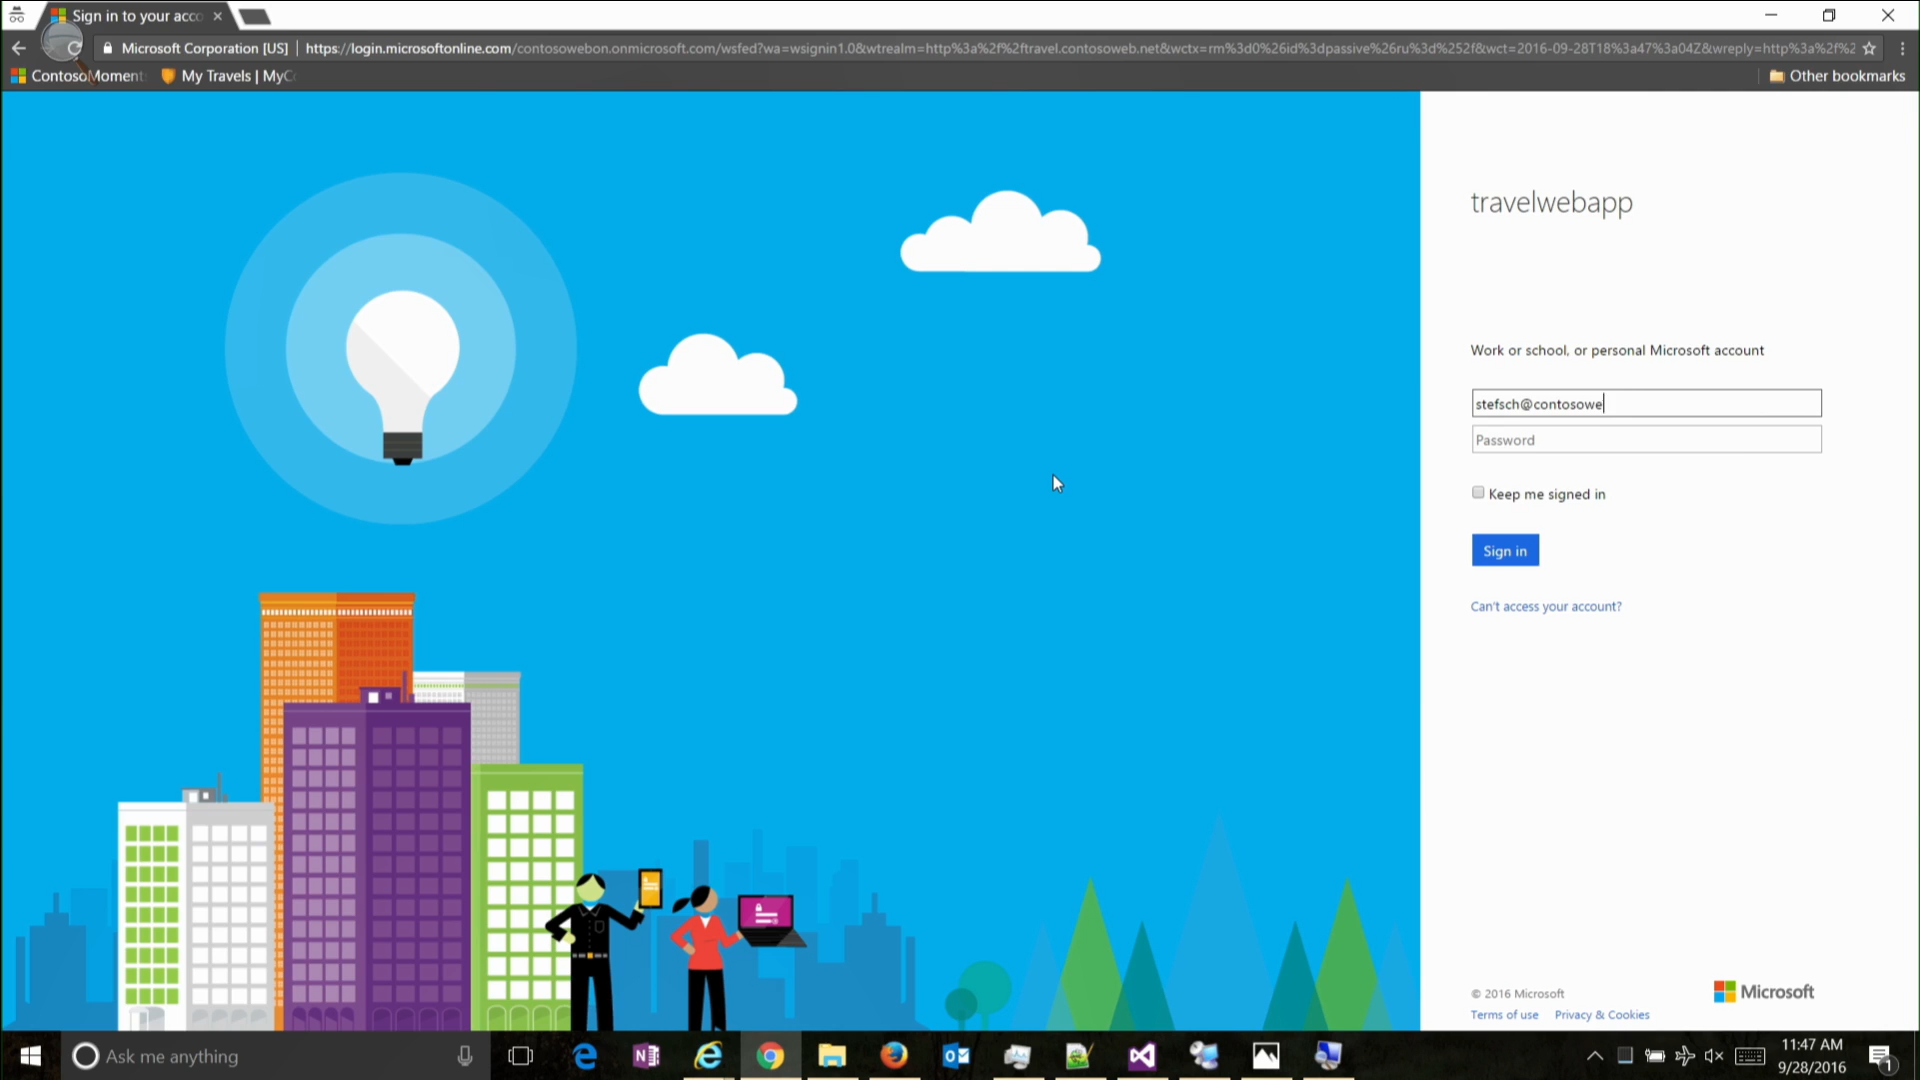 Sign in to your acco
Microsoft Corporation [US]
https://login.microsoftonline.com/contosowebon.onmicrosoft.com/wsfed?wa=wsignin1.0&wtrealm=http%3a%2f%2ftravel.contosoweb.net&wctx=rm%3d0%26id%3dpassive%26ru%3d%252f&wct=2016-09-28T18%3a47%3a04Z&wreply=http%3a%2f%2
ContosoMoment
My Travels | MyCo
Other bookmarks
travelwebapp
Work or school, or personal Microsoft account
stefsch@contosowe
Password
Keep me signed in
Sign in
Can't access your account?
© 2016 Microsoft
Terms of use
Privacy & Cookies
Microsoft
Ask me anything
11:47 AM
9/28/2016
1